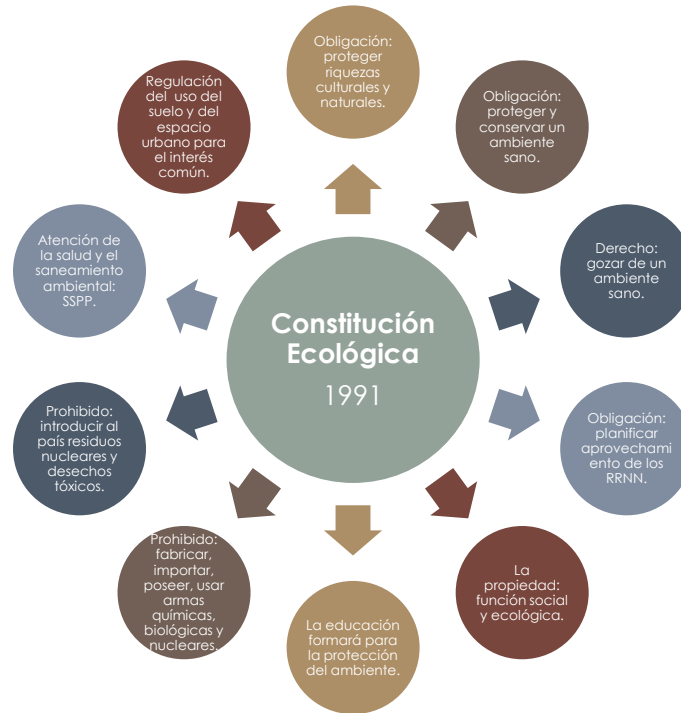 Constitución
Ecológica
1991
Obligación:
proteger
riquezas
culturales y
naturales.
Obligación:
proteger y
conservar un
ambiente
sano.
Derecho:
gozar de un
ambiente
sano.
Obligación:
planificar
aprovechami
ento de los
RRNN.
La
propiedad:
función social
y ecológica.
La educación
formará para
la protección
del ambiente.
Prohibido:
fabricar,
importar,
poseer, usar
armas
químicas,
biológicas y
nucleares.
Prohibido:
introducir al
país residuos
nucleares y
desechos
tóxicos.
Atención de
la salud y el
saneamiento
ambiental:
SSPP.
Regulación
del uso del
suelo y del
espacio
urbano para
el interés
común.